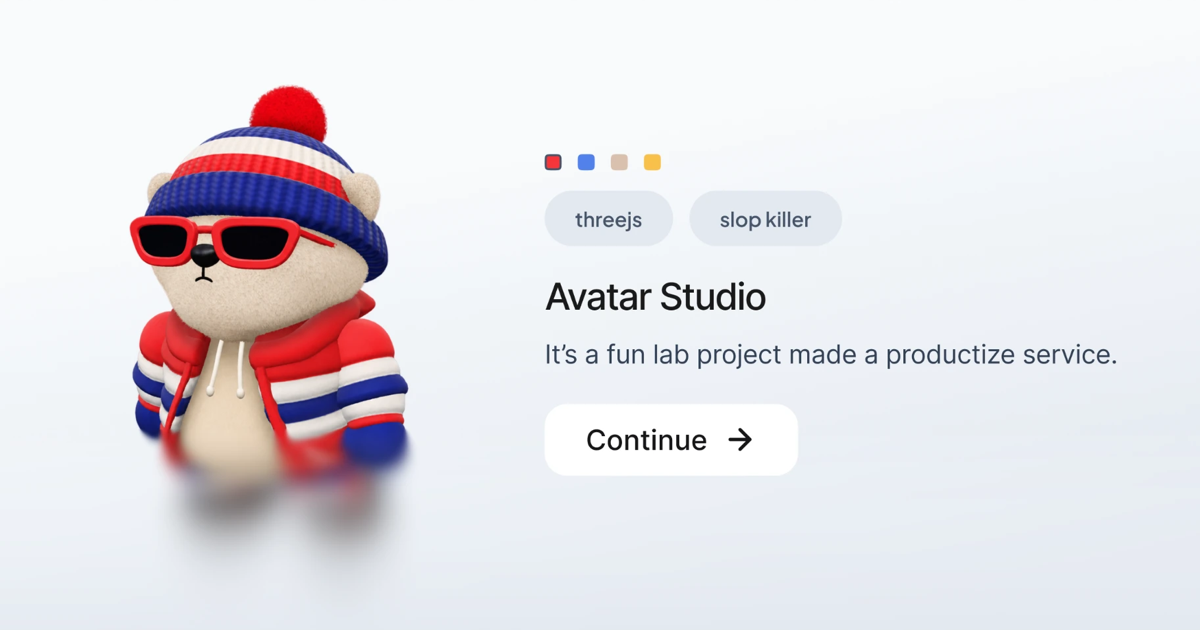 threejs
slop killer
Avatar Studio
It’s a fun lab project made a productize service.
Continue